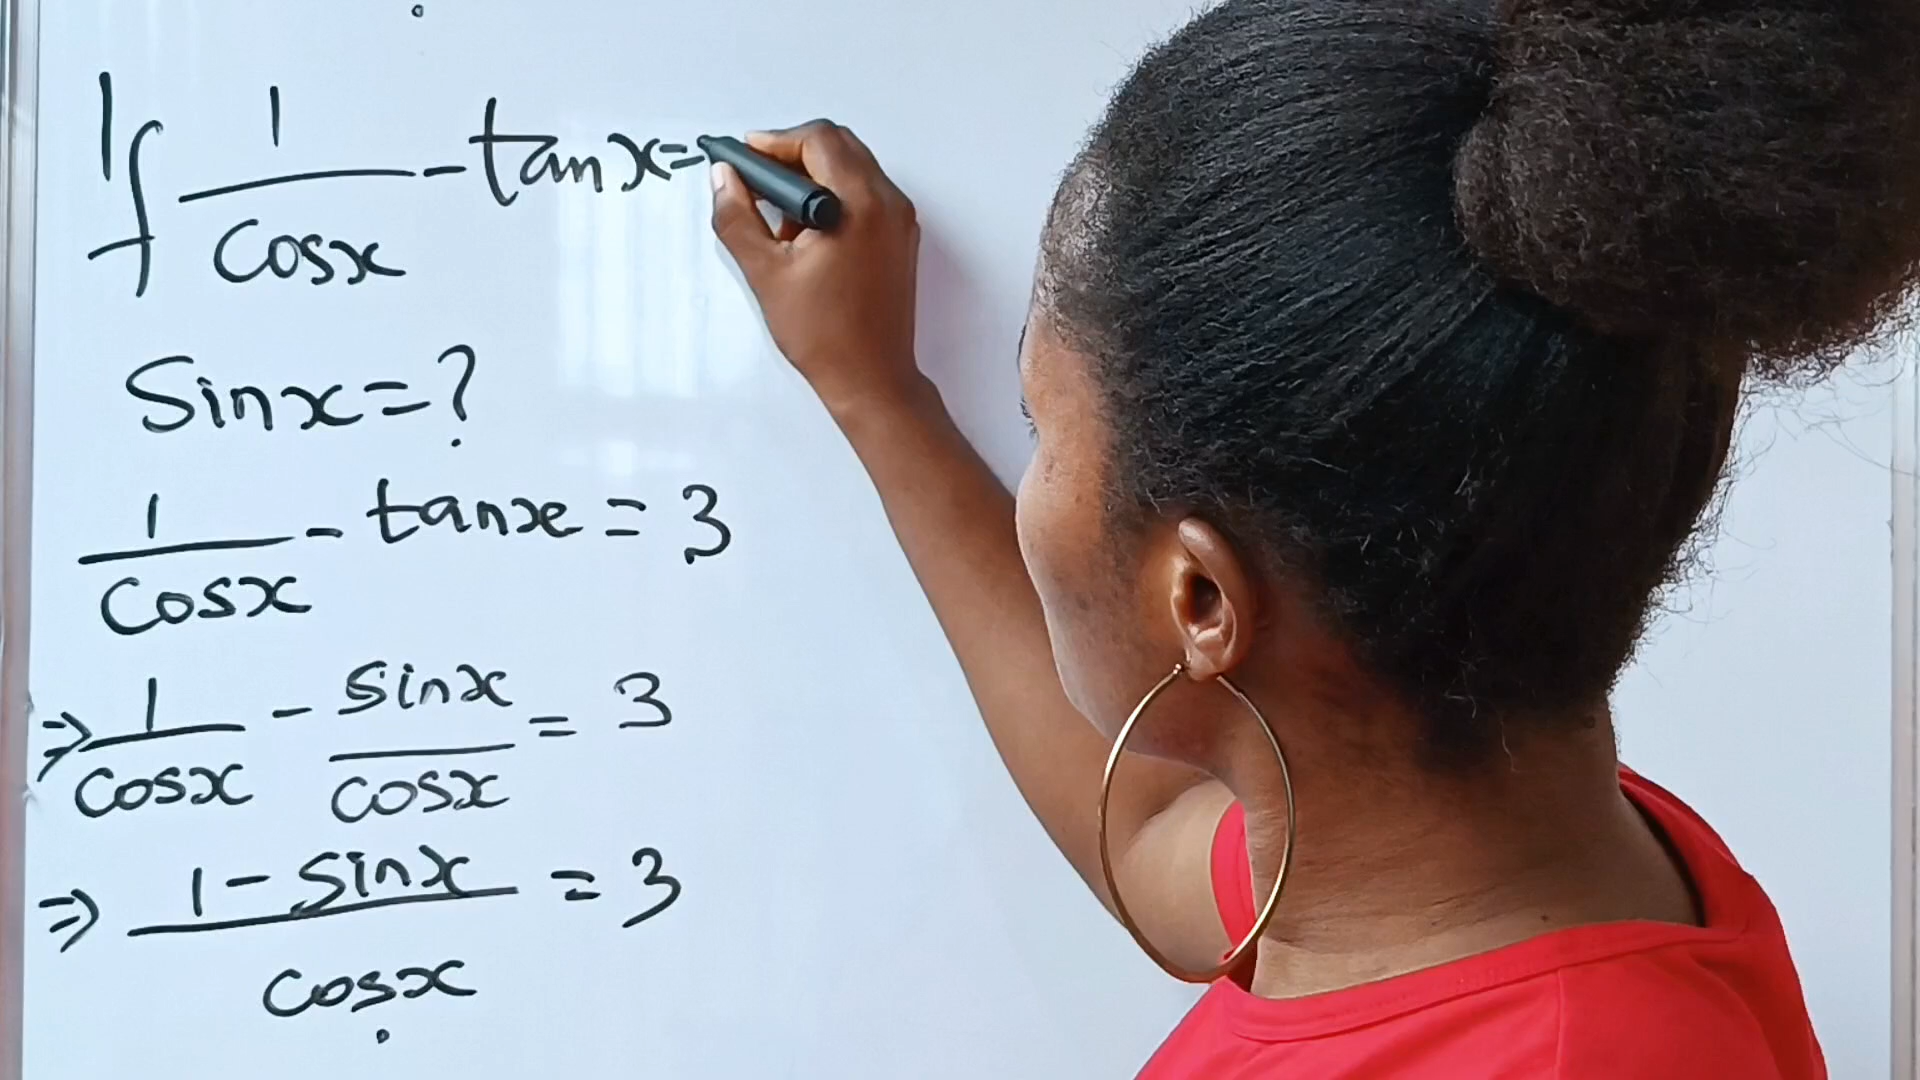 If 1/cosx - tanx =
Sinx = ?
1/cosx - tanx = 3
⇒ 1/cosx - sinx/cosx = 3
⇒ 1 - sinx/cosx = 3